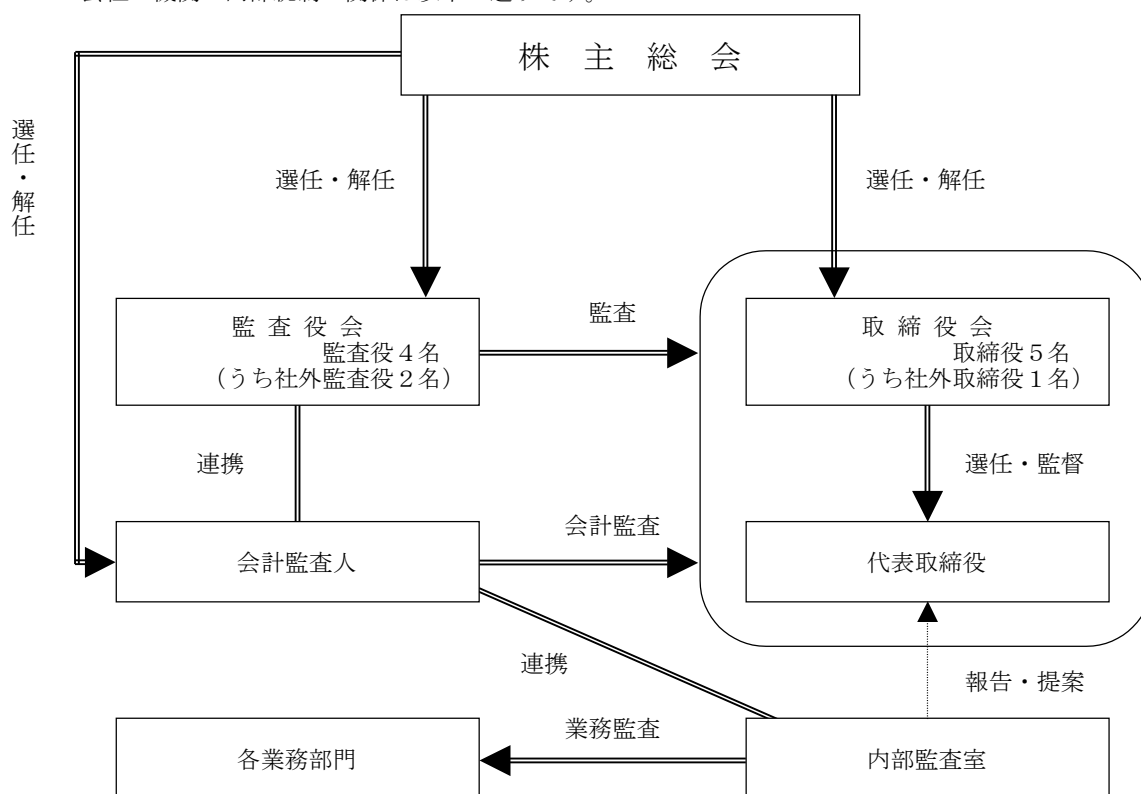 株主総会
選任・解任
選任・解任
選任・解任
監査役会
監査役4名
(うち社外監査役2名)
監査
取締役会
取締役5名
(うち社外取締役1名)
連携
選任・監督
会計監査人
会計監査
代表取締役
連携
報告・提案
各業務部門
業務監査
内部監査室